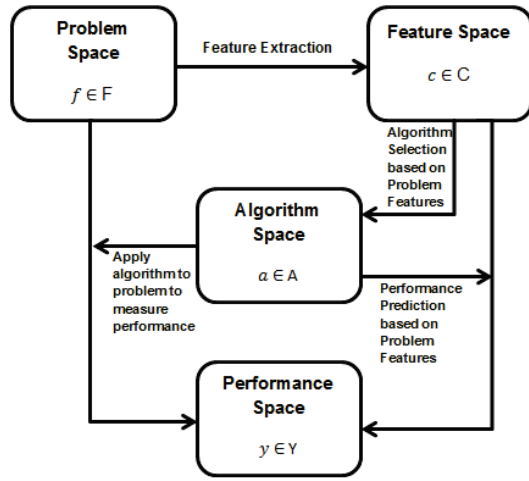 Problem
Space
f ∈ F
Feature Extraction
Feature Space
c ∈ C
Algorithm
Selection
based on
Problem
Features
Algorithm
Space
a ∈ A
Apply
algorithm to
problem to
measure
performance
Performance
Prediction
based on
Problem
Features
Performance
Space
y ∈ Y